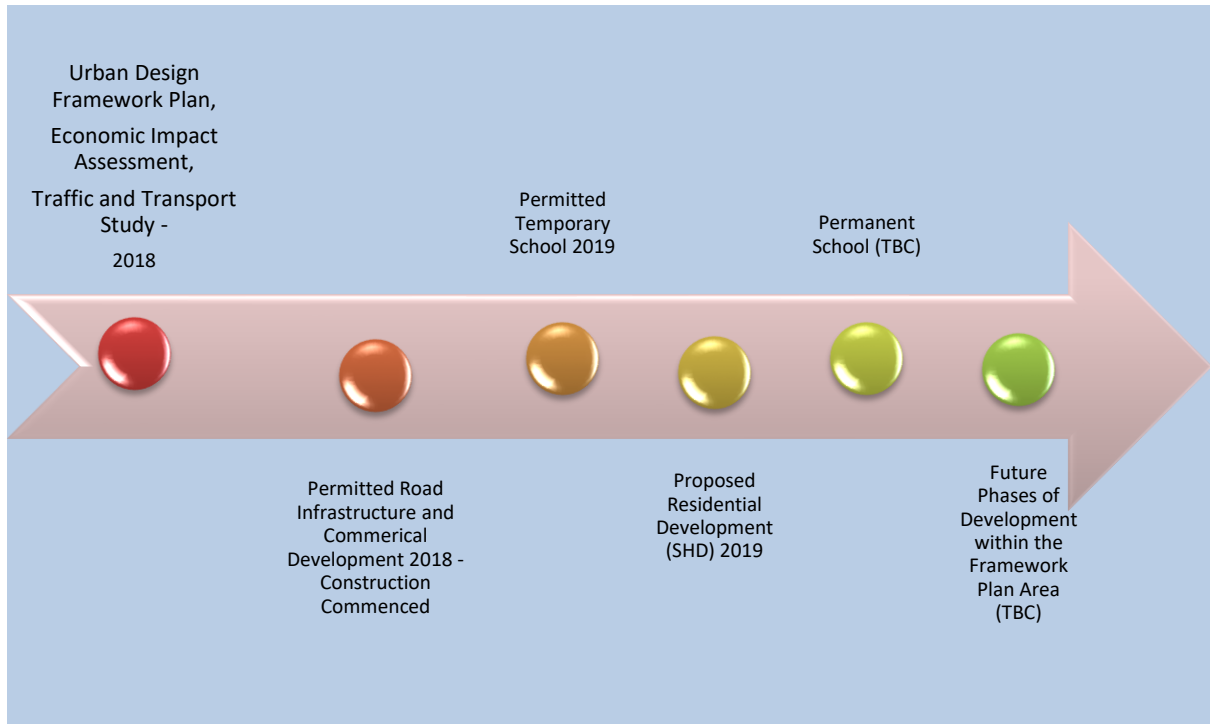 Urban Design
Framework Plan,
Economic Impact
Assessment,
Traffic and Transport
Study -
2018
Permitted Road
Infrastructure and
Commerical
Development 2018 -
Construction
Commenced
Permitted
Temporary
School 2019
Proposed
Residential
Development
(SHD) 2019
Permanent
School (TBC)
Future
Phases of
Development
within the
Framework
Plan Area
(TBC)